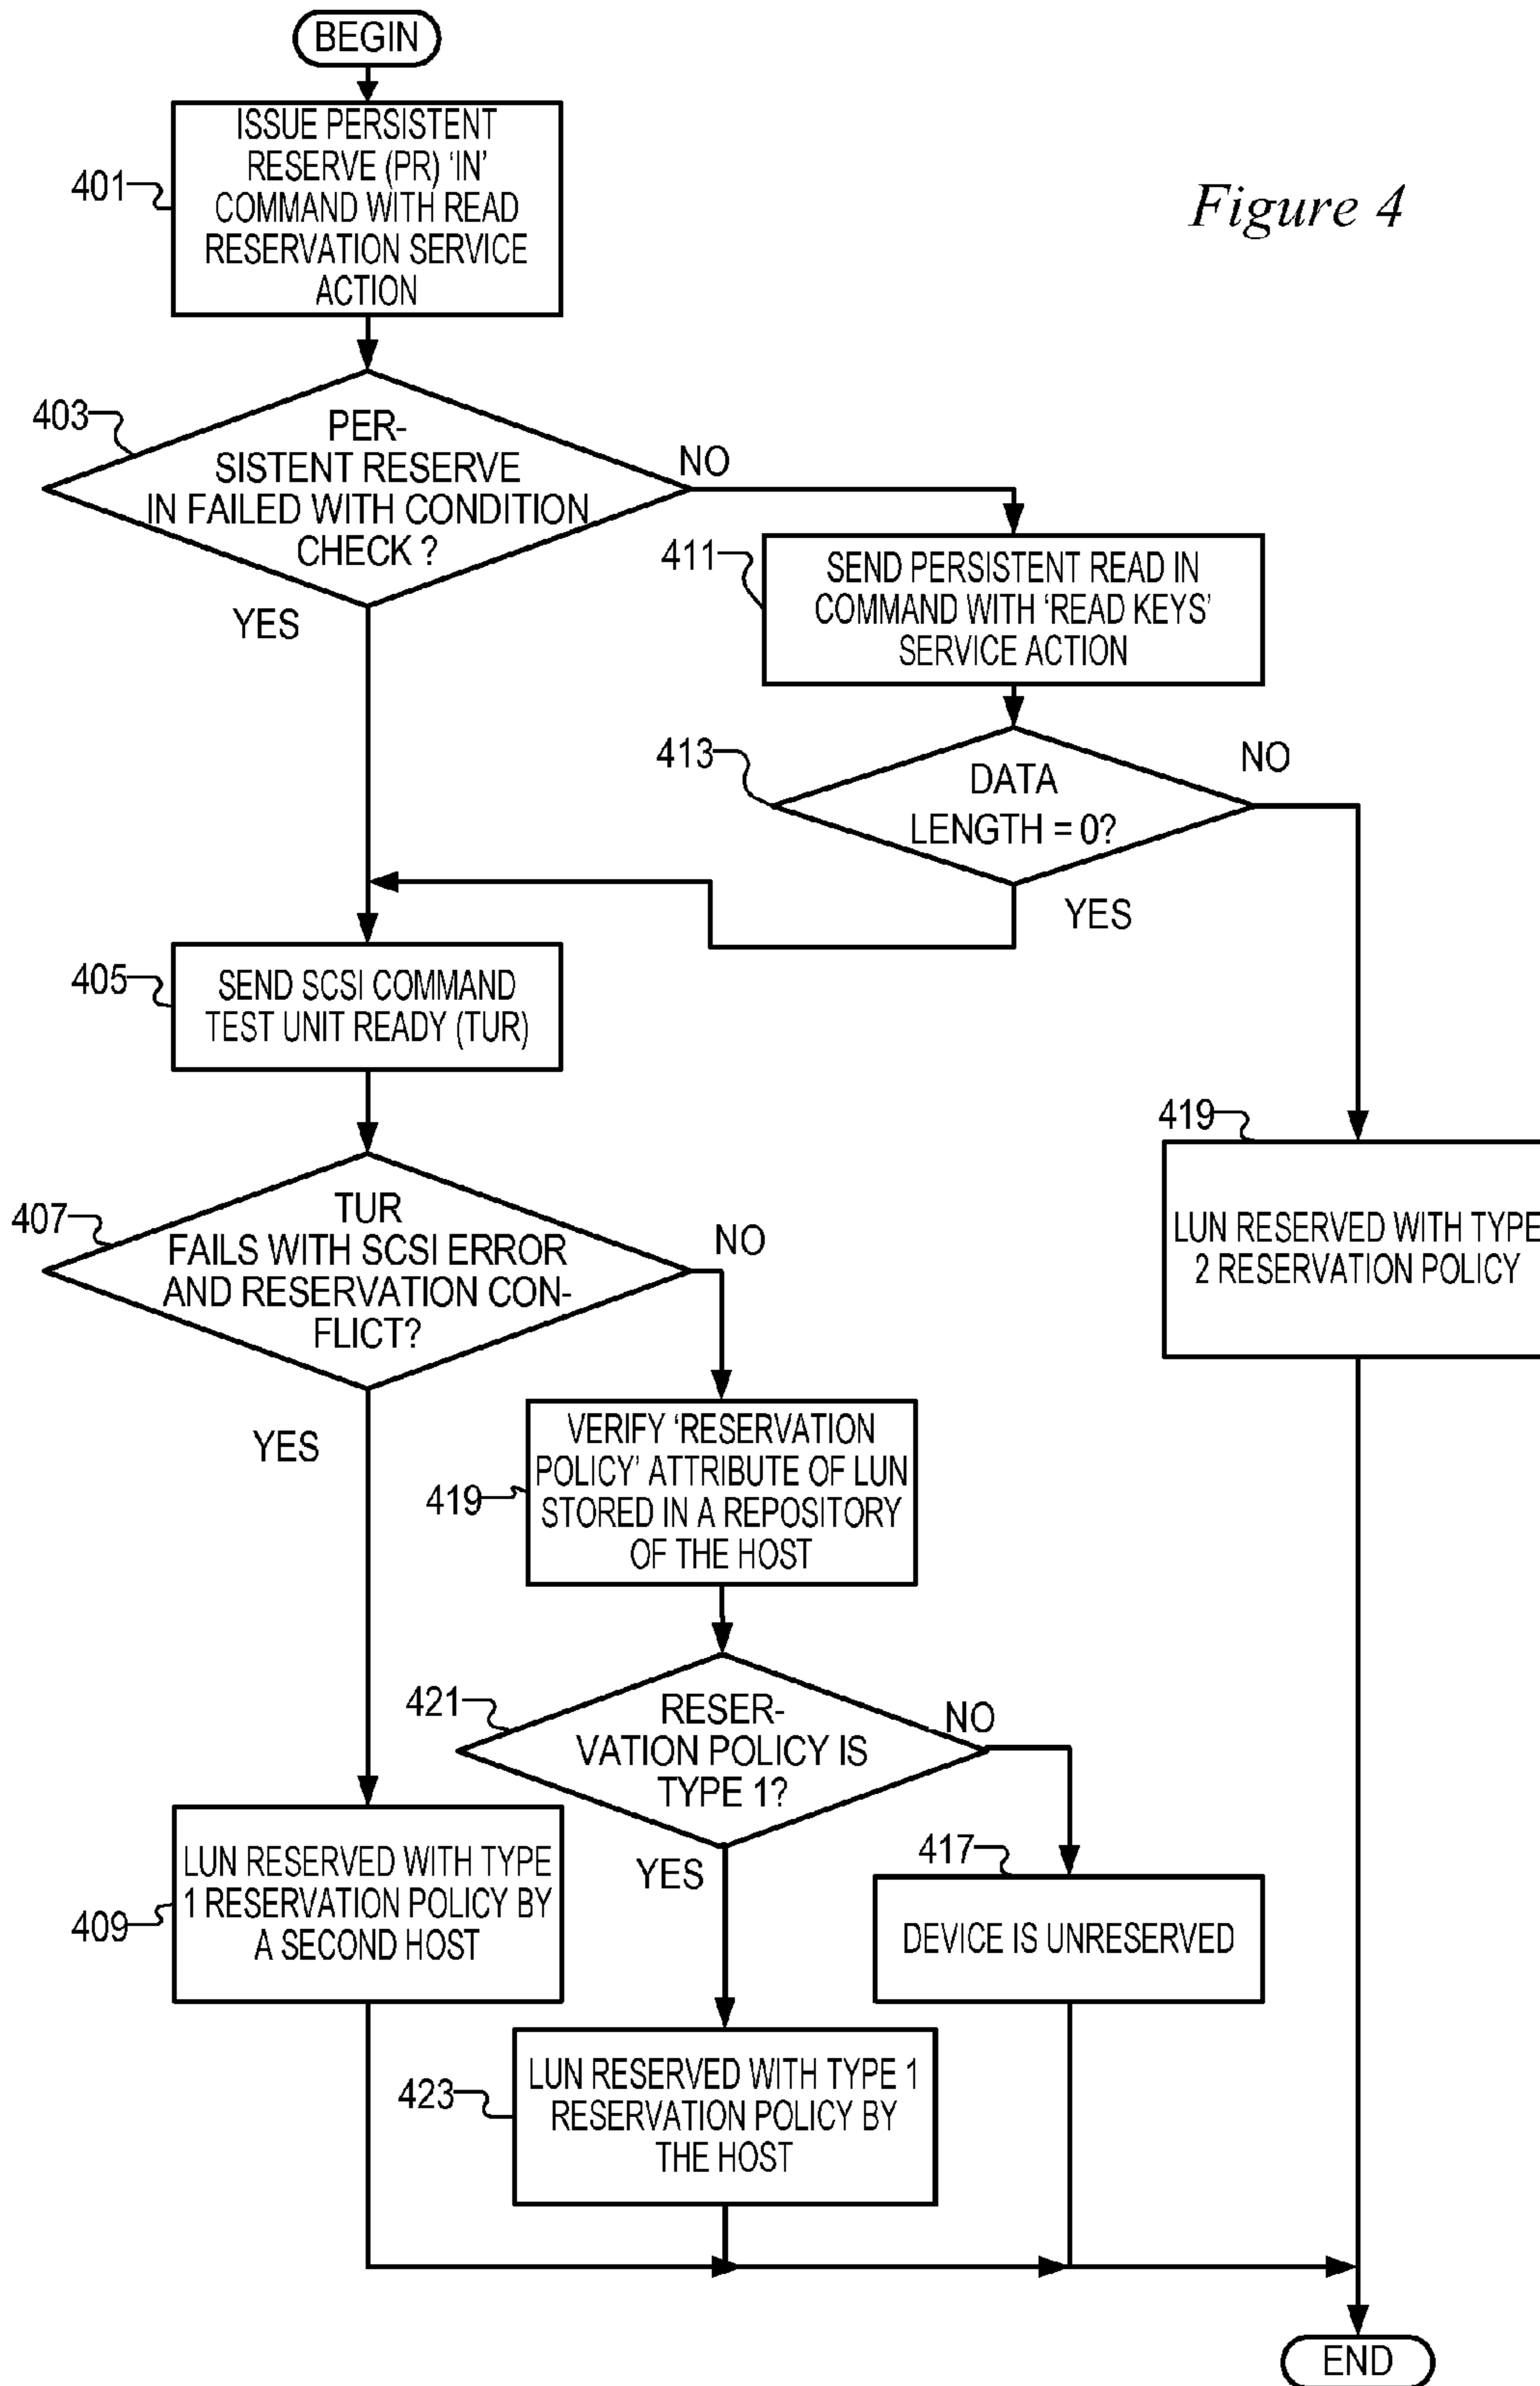 BEGIN
ISSUE PERSISTENT
RESERVE (PR) ‘IN’
COMMAND WITH READ
RESERVATION SERVICE
ACTION
401
Figure 4
403
PER-
SISTENT RESERVE
IN FAILED WITH CONDITION
CHECK ?
NO
YES
411
SEND PERSISTENT READ IN
COMMAND WITH ‘READ KEYS’
SERVICE ACTION
413
DATA
LENGTH = 0?
NO
YES
405
SEND SCSI COMMAND
TEST UNIT READY (TUR)
419
LUN RESERVED WITH TYPE
2 RESERVATION POLICY
407
TUR
FAILS WITH SCSI ERROR
AND RESERVATION CON-
FLICT?
NO
YES
419
VERIFY ‘RESERVATION
POLICY’ ATTRIBUTE OF LUN
STORED IN A REPOSITORY
OF THE HOST
421
RESER-
VATION POLICY IS
TYPE 1?
NO
YES
409
LUN RESERVED WITH TYPE
1 RESERVATION POLICY BY
A SECOND HOST
417
DEVICE IS UNRESERVED
423
LUN RESERVED WITH TYPE 1
RESERVATION POLICY BY
THE HOST
END